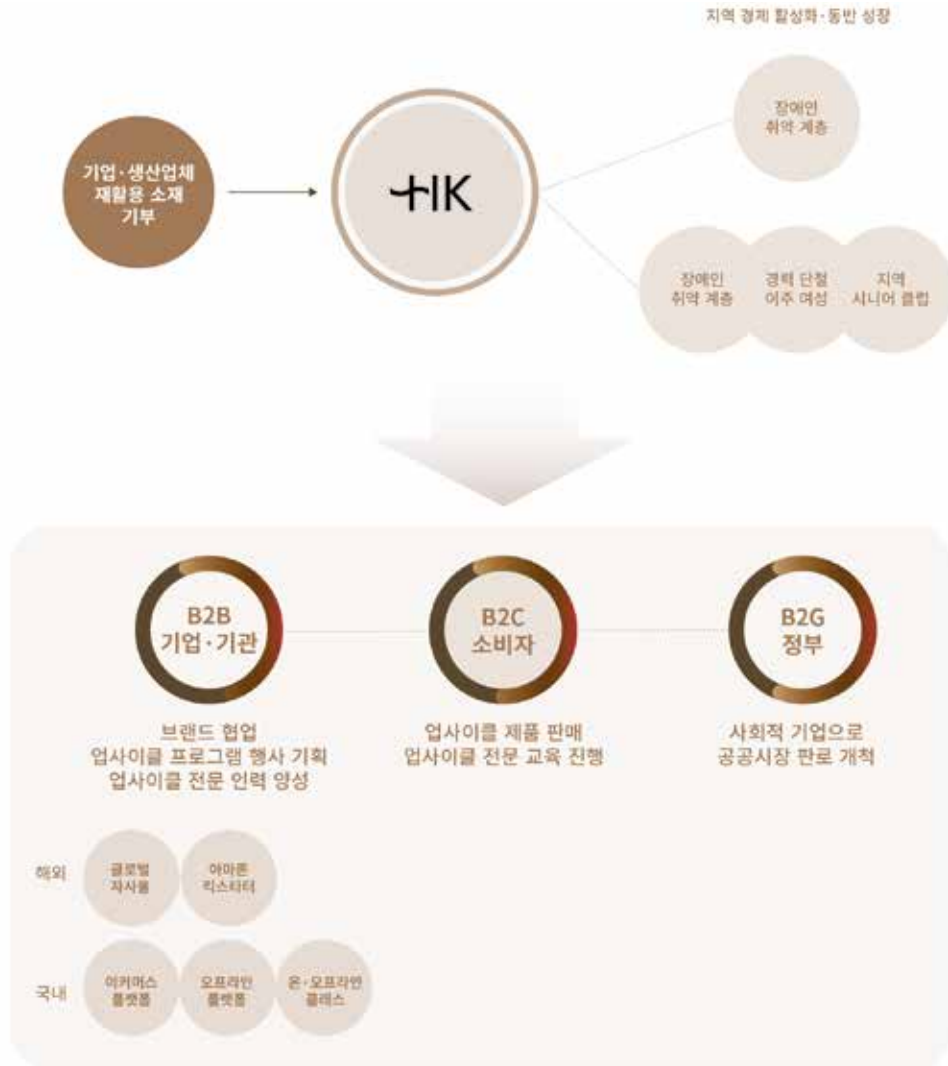 지역 경제 활성화·동반 성장
장애인
취약 계층
기업·생산업체
재활용 소재
기부
HK
장애인
취약 계층
경력 단절
이주 여성
지역
시니어 클럽
B2B
기업·기관
B2C
소비자
B2G
정부
브랜드 협업
업사이클 프로그램 행사 기획
업사이클 전문 인력 양성
업사이클 제품 판매
업사이클 전문 교육 진행
사회적 기업으로
공공시장 판로 개척
해외
글로벌
자사몰
아마존
킥스타터
국내
이커머스
플랫폼
오프라인
플랫폼
온·오프라인
클래스